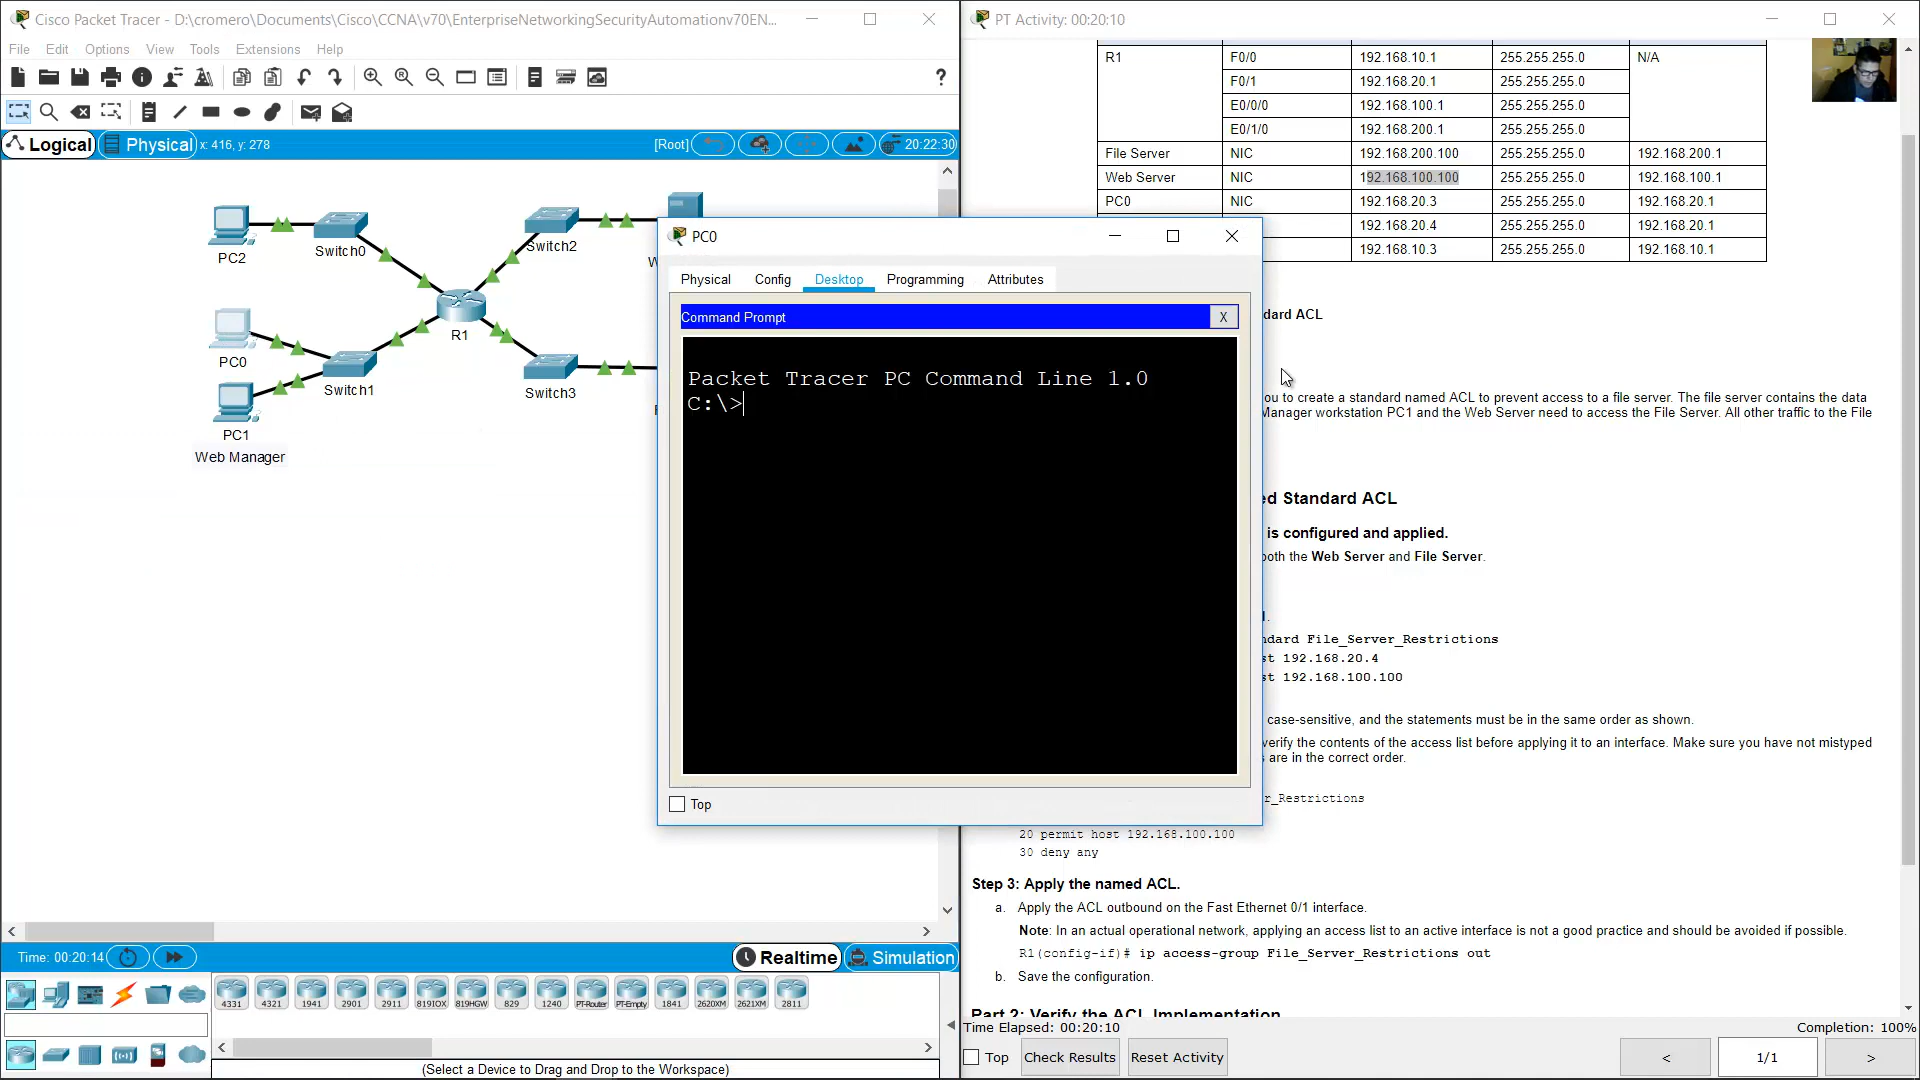 Cisco Packet Tracer - D:\cromero\Documents\Cisco\CCNA\v70\EnterpriseNetworkingSecurityAutomationv70EN...
File Edit Options View Tools Extensions Help
?
Logical Physical x: 416, y: 278 [Root] 20:22:30
PC2
Switch0
Switch2
W
PC0
R1
Switch1
Switch3
PC1
Web Manager
Time: 00:20:14
Realtime Simulation
4331 4321 1941 2901 2911 819IOX 819HGW 829 1240 PT-Router PT-Empty 1841 2620XM 2621XM 2811
(Select a Device to Drag and Drop to the Workspace)
PC0
Physical Config Desktop Programming Attributes
Command Prompt X
Packet Tracer PC Command Line 1.0
C:\>
Top
PT Activity: 00:20:10
R1 F0/0 192.168.10.1 255.255.255.0 N/A
F0/1 192.168.20.1 255.255.255.0
E0/0/0 192.168.100.1 255.255.255.0
E0/1/0 192.168.200.1 255.255.255.0
File Server NIC 192.168.200.100 255.255.255.0 192.168.200.1
Web Server NIC 192.168.100.100 255.255.255.0 192.168.100.1
PC0 NIC 192.168.20.3 255.255.255.0 192.168.20.1
192.168.20.4 255.255.255.0 192.168.20.1
192.168.10.3 255.255.255.0 192.168.10.1
dard ACL
ou to create a standard named ACL to prevent access to a file server. The file server contains the data
Manager workstation PC1 and the Web Server need to access the File Server. All other traffic to the File
ed Standard ACL
is configured and applied.
both the Web Server and File Server.
l.
ndard File_Server_Restrictions
st 192.168.20.4
st 192.168.100.100
case-sensitive, and the statements must be in the same order as shown.
verify the contents of the access list before applying it to an interface. Make sure you have not mistyped
s are in the correct order.
r_Restrictions
20 permit host 192.168.100.100
30 deny any
Step 3: Apply the named ACL.
a. Apply the ACL outbound on the Fast Ethernet 0/1 interface.
Note: In an actual operational network, applying an access list to an active interface is not a good practice and should be avoided if possible.
R1(config-if)# ip access-group File_Server_Restrictions out
b. Save the configuration.
Part 2: Verify the ACL Implementation
Time Elapsed: 00:20:10 Completion: 100%
Top Check Results Reset Activity < 1/1 >